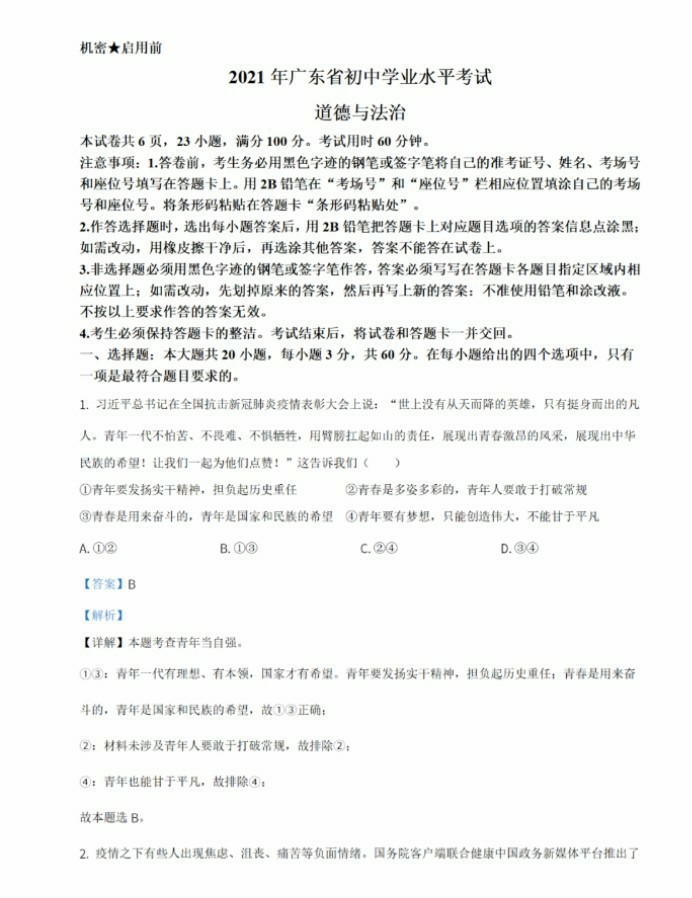 机密★启用前
2021 年广东省初中学业水平考试
道德与法治
本试卷共 6 页，23 小题，满分 100 分。考试用时 60 分钟。
注意事项：1.答卷前，考生务必用黑色字迹的钢笔或签字笔将自己的准考证号、姓名、考场号
和座位号填写在答题卡上。用 2B 铅笔在“考场号”和“座位号”栏相应位置填涂自己的考场
号和座位号。将条形码粘贴在答题卡“条形码粘贴处”。
2.作答选择题时，选出每小题答案后，用 2B 铅笔把答题卡上对应题目选项的答案信息点涂黑；
如需改动，用橡皮擦干净后，再选涂其他答案，答案不能答在试卷上。
3.非选择题必须用黑色字迹的钢笔或签字笔作答，答案必须写写在答题卡各题目指定区域内相
应位置上；如需改动，先划掉原来的答案，然后再写上新的答案：不准使用铅笔和涂改液。
不按以上要求作答的答案无效。
4.考生必须保持答题卡的整洁。考试结束后，将试卷和答题卡一并交回。
一、选择题：本大题共 20 小题，每小题 3 分，共 60 分。在每小题给出的四个选项中，只有
一项是最符合题目要求的。
1. 习近平总书记在全国抗击新冠肺炎疫情表彰大会上说：“世上没有从天而降的英雄，只有挺身而出的凡
人。青年一代不怕苦、不畏难、不惧牺牲，用臂膀扛起如山的责任，展现出青春激昂的风采，展现出中华
民族的希望！让我们一起为他们点赞！”这告诉我们（　　）
①青年要发扬实干精神，担负起历史重任　　②青春是多姿多彩的，青年人要敢于打破常规
③青春是用来奋斗的，青年是国家和民族的希望　④青年要有梦想，只能创造伟大，不能甘于平凡
A. ①②　　B. ①③　　C. ②④　　D. ③④
【答案】B
【解析】
【详解】本题考查青年当自强。
①③：青年一代有理想、有本领，国家才有希望。青年要发扬实干精神，担负起历史重任；青春是用来奋
斗的，青年是国家和民族的希望，故①③正确；
②：材料未涉及青年人要敢于打破常规，故排除②；
④：青年也能甘于平凡，故排除④；
故本题选 B。
2. 疫情之下有些人出现焦虑、沮丧、痛苦等负面情绪。国务院客户端联合健康中国政务新媒体平台推出了